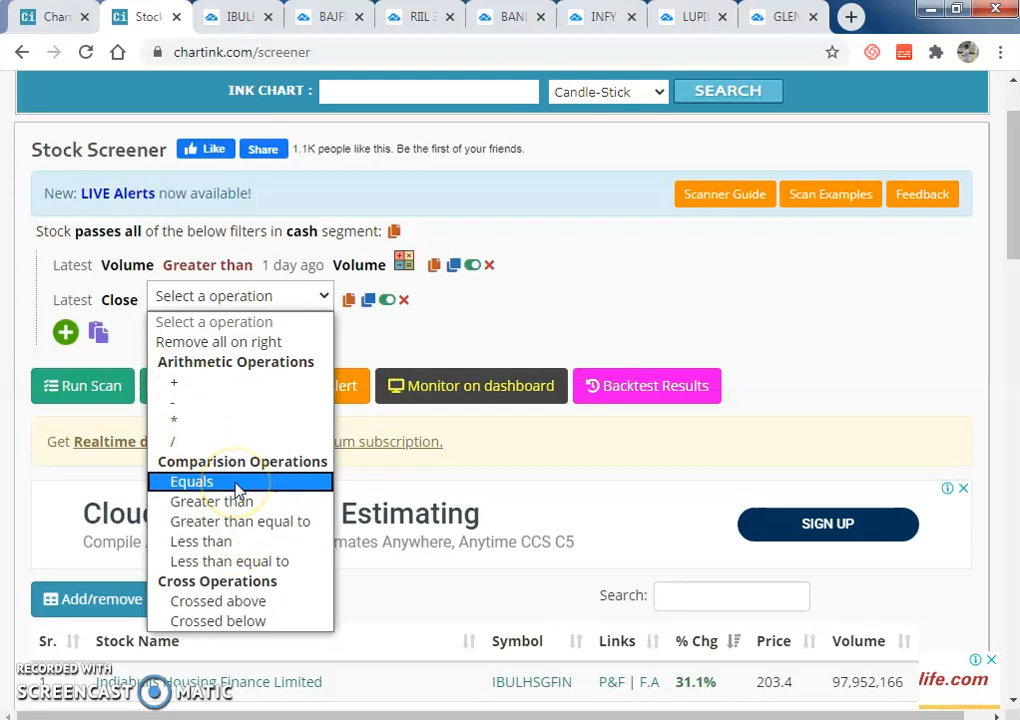 Chart
Stock
IBULH
BAJF
RIIL 3
BAN
INFY
LUPI
GLEN
chartink.com/screener
INK CHART :
Candle-Stick
SEARCH
Stock Screener
Like
Share
1.1K people like this. Be the first of your friends.
New: LIVE Alerts now available!
Scanner Guide
Scan Examples
Feedback
Stock passes all of the below filters in cash segment:
Latest Volume Greater than 1 day ago Volume
Latest Close Select a operation
Select a operation
Remove all on right
Arithmetic Operations
+
-
*
/
Comparision Operations
Equals
Greater than
Greater than equal to
Less than
Less than equal to
Cross Operations
Crossed above
Crossed below
Run Scan
lert
Monitor on dashboard
Backtest Results
Get Realtime d
um subscription.
Clou
Estimating
Compile
mates Anywhere, Anytime CCS C5
SIGN UP
Add/remove
Search:
Sr. Stock Name Symbol Links % Chg Price Volume
1 Indiabulls Housing Finance Limited IBULHSGFIN P&F | F.A 31.1% 203.4 97,952,166
life.com
RECORDED WITH
SCREENCAST MATIC